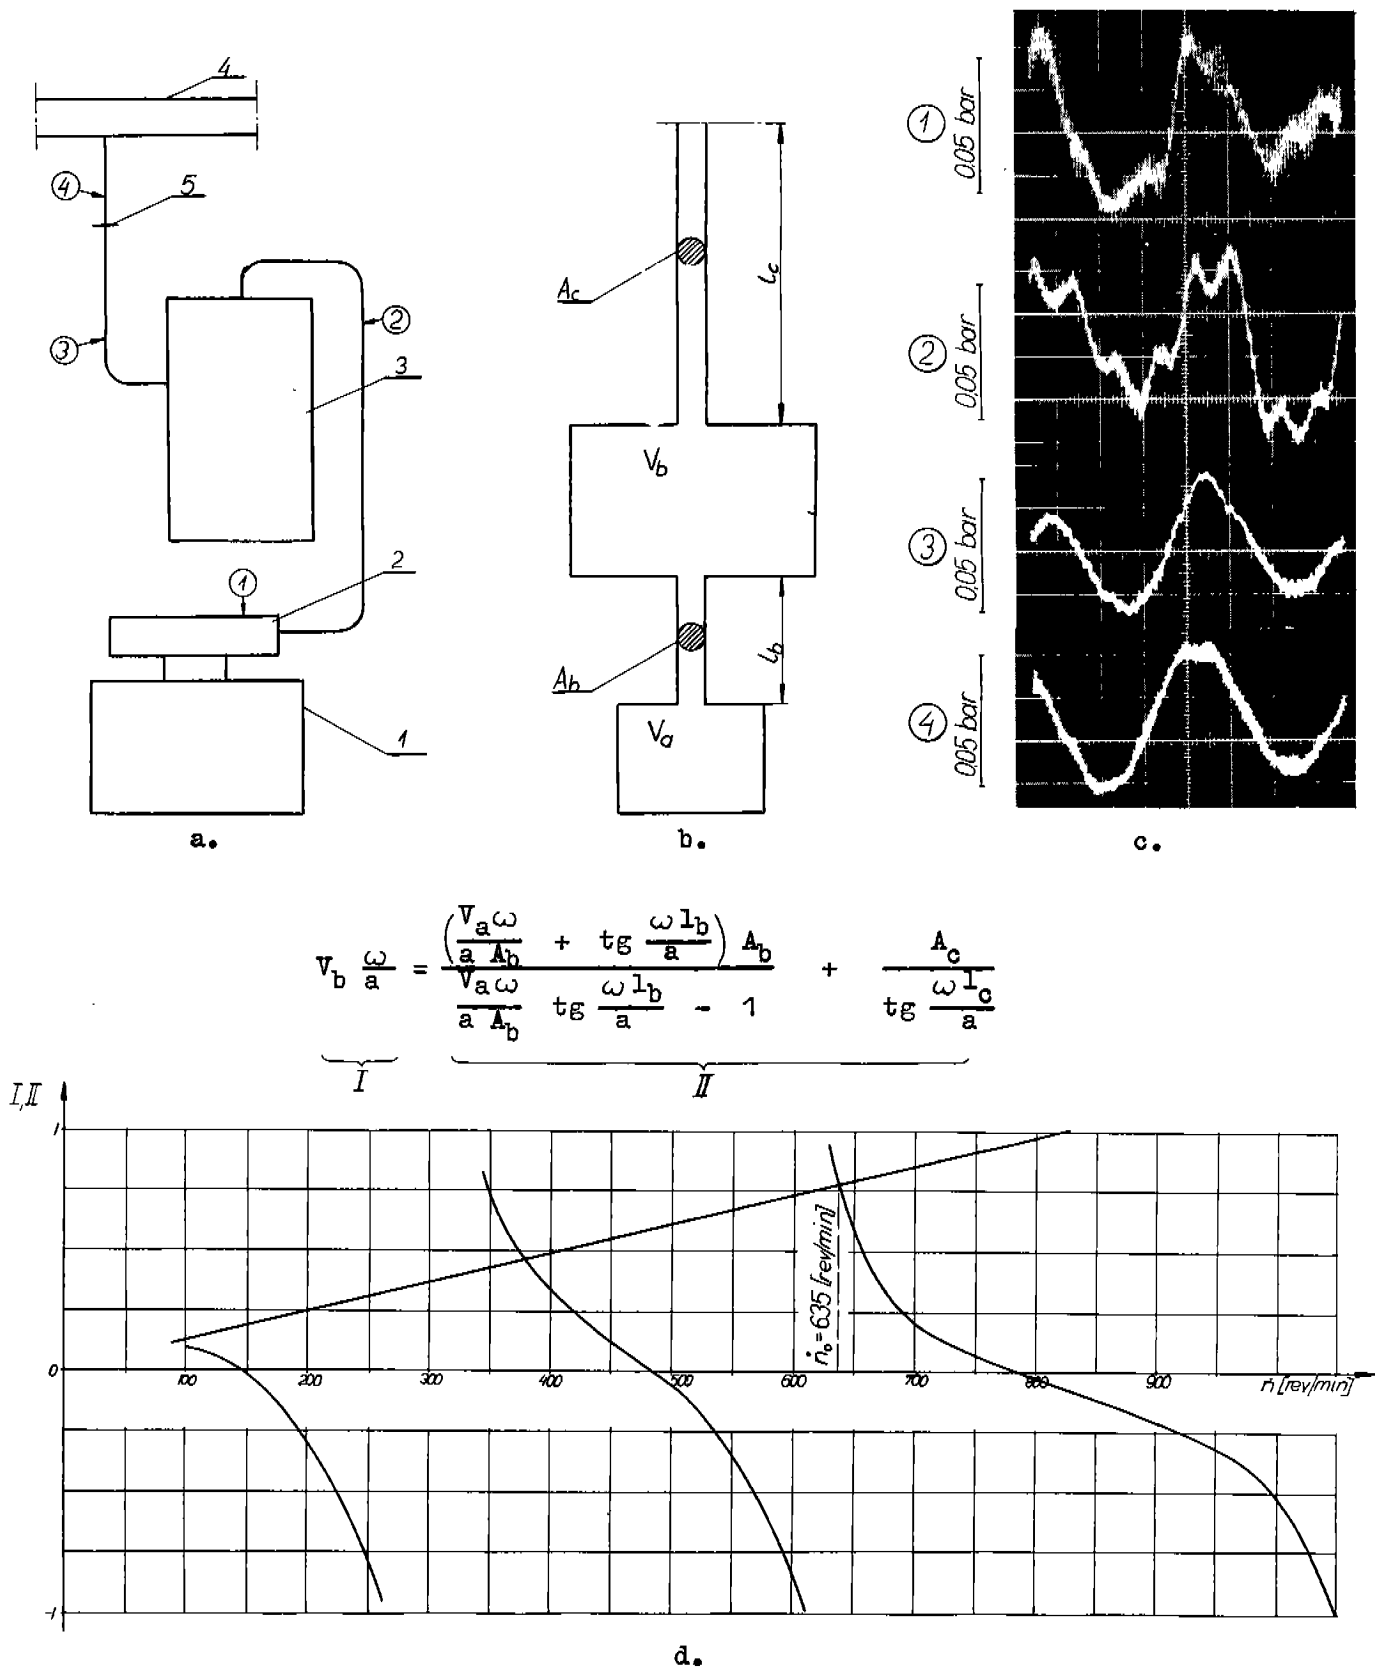 4
④
5
②
③
3
①
2
1
a.
A_c
l_c
V_b
A_b
l_b
V_a
b.
① 0.05 bar
② 0.05 bar
③ 0.05 bar
④ 0.05 bar
c.
V_b ω/a = ((V_a ω)/(a A_b) + tg (ω l_b)/a) A_b / ((V_a ω)/(a A_b) tg (ω l_b)/a - 1) + A_c / (tg (ω l_c)/a)
I II
I, II
1
0 100 200 300 400 500 600 700 800 900 ṅ [rev/min]
ṅ₀ = 635 [rev/min]
-1
d.